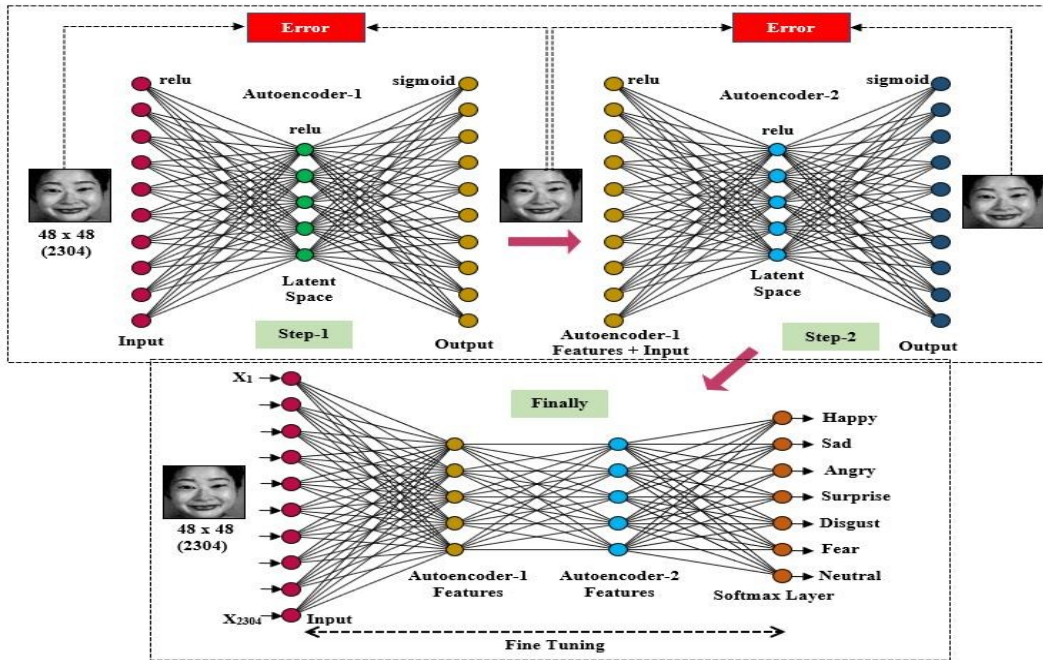 Error
Error
relu
sigmoid
relu
sigmoid
Autoencoder-1
Autoencoder-2
relu
relu
48 x 48
(2304)
Latent
Space
Latent
Space
Input
Step-1
Output
Autoencoder-1
Features + Input
Step-2
Output
X1
Finally
Happy
Sad
Angry
Surprise
Disgust
Fear
Neutral
48 x 48
(2304)
Autoencoder-1
Features
Autoencoder-2
Features
Softmax Layer
X2304
Input
Fine Tuning